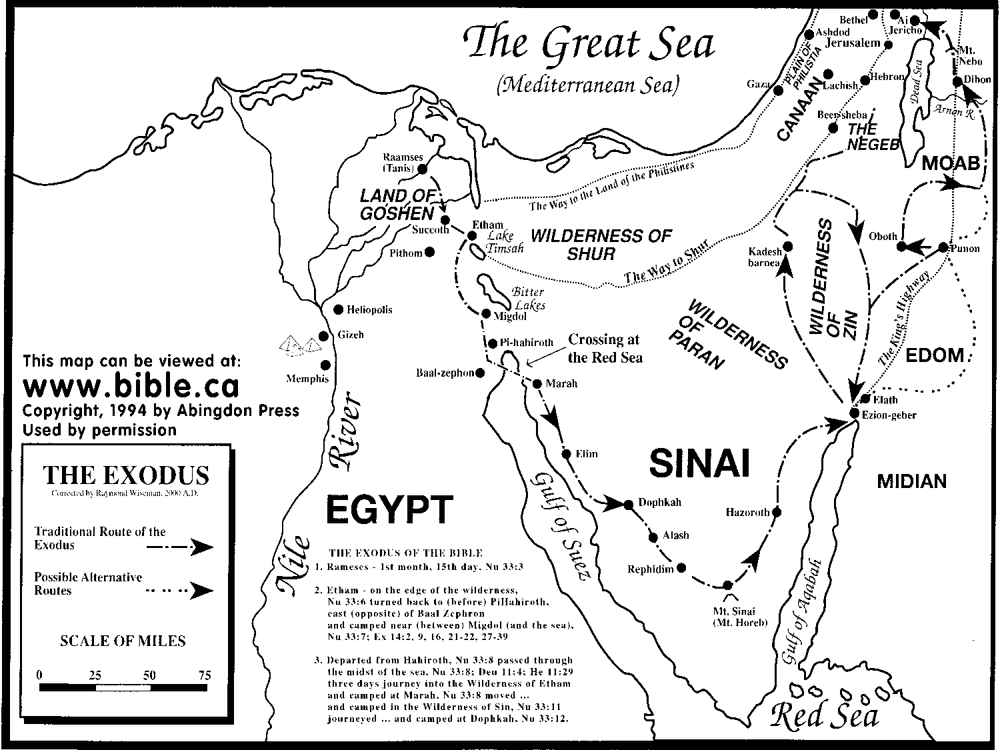 The Great Sea
(Mediterranean Sea)
Bethel
Ai
Jericho
Ashdod
Jerusalem
PLAIN OF
PHILISTIA
Mt.
Nebo
Gaza
Lachish
Hebron
Dead Sea
Dibon
CANAAN
Beersheba
Arnon R.
THE
NEGEB
MOAB
Raamses
(Tanis)
LAND OF
GOSHEN
The Way to the Land of the Philistines
Succoth
Etham
Lake
Timsah
WILDERNESS OF
SHUR
Pithom
The Way to Shur
Kadesh
barnea
Oboth
Punon
WILDERNESS
OF
ZIN
The King's Highway
Bitter
Lakes
Heliopolis
Migdol
WILDERNESS
OF
PARAN
Gizeh
Pi-hahiroth
Crossing at
the Red Sea
EDOM
Memphis
Baal-zephon
Marah
Elath
Ezion-geber
This map can be viewed at:
www.bible.ca
Copyright, 1994 by Abingdon Press
Used by permission
Nile River
Elim
SINAI
MIDIAN
EGYPT
Gulf of Suez
Dophkah
Hazoroth
Alash
Rephidim
Mt. Sinai
(Mt. Horeb)
Gulf of Aqabah
Red Sea
THE EXODUS
Corrected by Raymond Wiseman, 2000 A.D.
Traditional Route of the
Exodus
Possible Alternative
Routes
SCALE OF MILES
0 25 50 75
THE EXODUS OF THE BIBLE
1. Rameses - 1st month, 15th day. Nu 33:3
2. Etham - on the edge of the wilderness,
Nu 33:6 turned back to (before) PiHahiroth,
east (opposite) of Baal Zephron
and camped near (between) Migdol (and the sea).
Nu 33:7; Ex 14:2, 9, 16, 21-22, 27-39
3. Departed from Hahiroth, Nu 33:8 passed through
the midst of the sea. Nu 33:8; Deu 11:4; He 11:29
three days journey into the Wilderness of Etham
and camped at Marah. Nu 33:8 moved ...
and camped in the Wilderness of Sin, Nu 33:11
journeyed ... and camped at Dophkah. Nu 33:12.